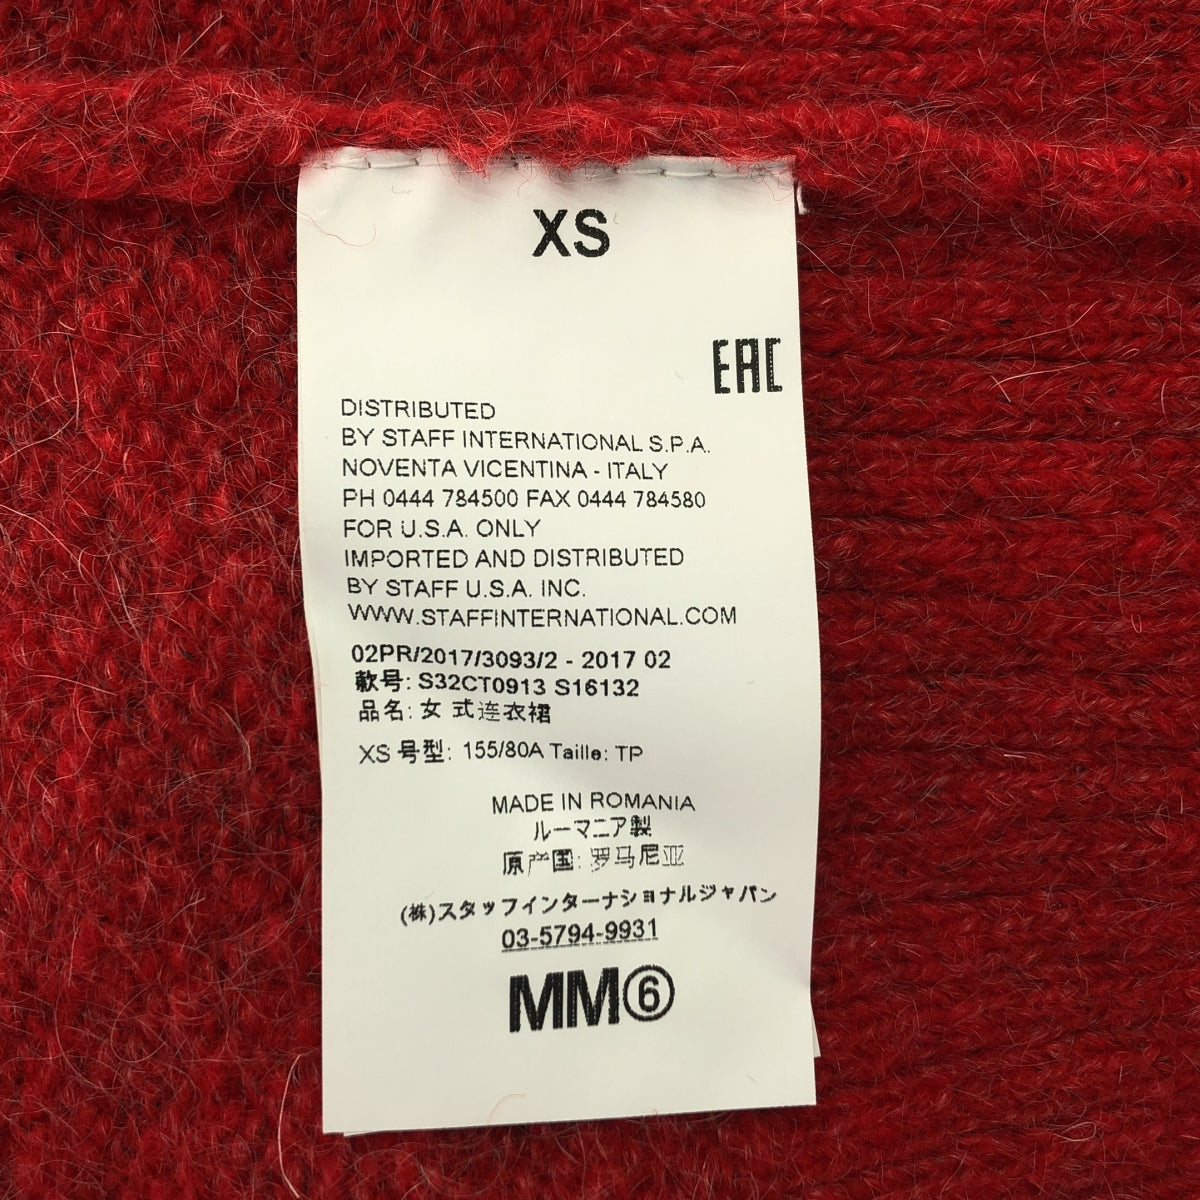 XS
EAC
DISTRIBUTED
BY STAFF INTERNATIONAL S.P.A.
NOVENTA VICENTINA - ITALY
PH 0444 784500 FAX 0444 784580
FOR U.S.A. ONLY
IMPORTED AND DISTRIBUTED
BY STAFF U.S.A. INC.
WWW.STAFFINTERNATIONAL.COM
02PR/2017/3093/2 - 2017 02
款号: S32CT0913 S16132
品名: 女式连衣裙
XS 号型: 155/80A Taille: TP
MADE IN ROMANIA
ルーマニア製
原产国: 罗马尼亚
(株)スタッフインターナショナルジャパン
03-5794-9931
MM⑥